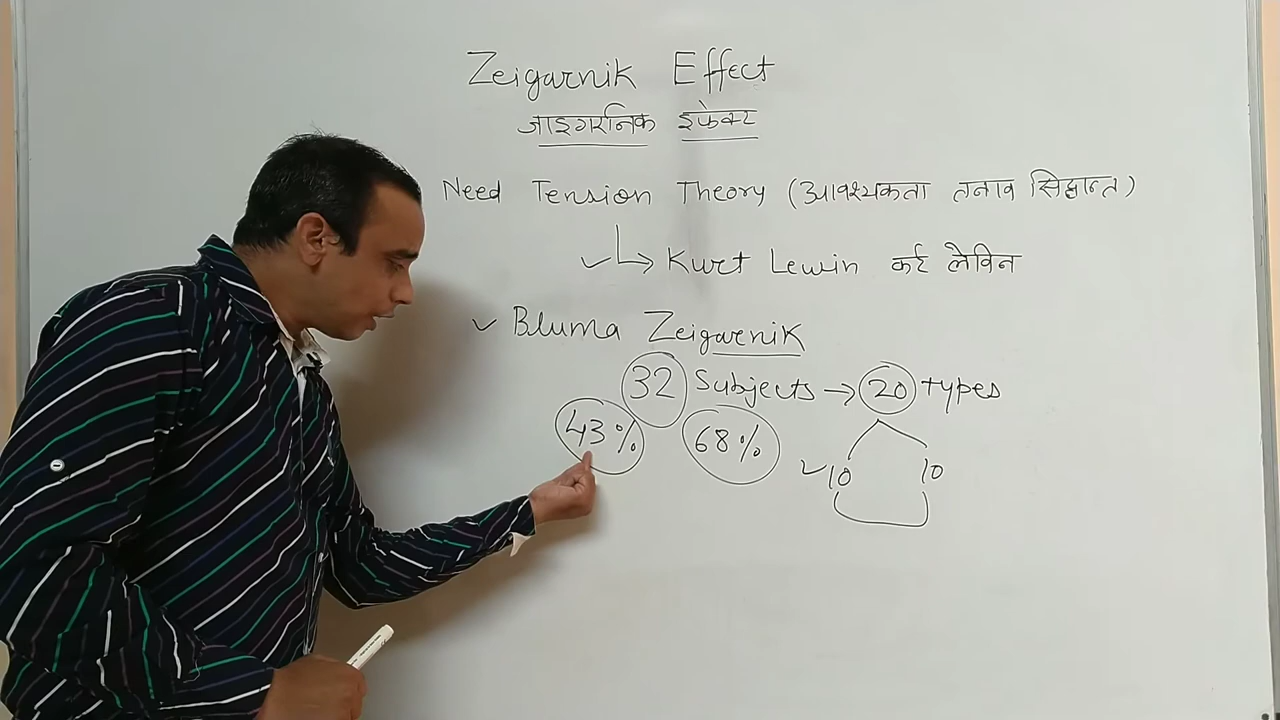 Zeigarnik Effect
जाइगरनिक इफेक्ट
Need Tension Theory (आवश्यकता तनाव सिद्धान्त)
Kurt Lewin कर्ट लेविन
Bluma Zeigarnik
32 Subjects → 20 types
43% 68% 10 10